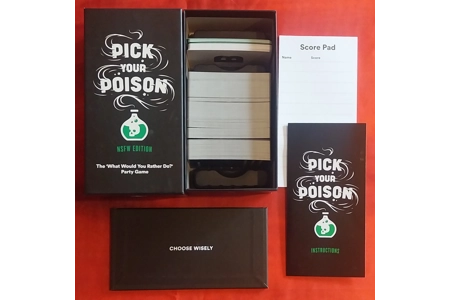 PICK
YOUR
POISON
NSFW EDITION
The 'What Would You Rather Do?'
Party Game
Score Pad
Name Score
PICK
YOUR
POISON
INSTRUCTIONS
CHOOSE WISELY